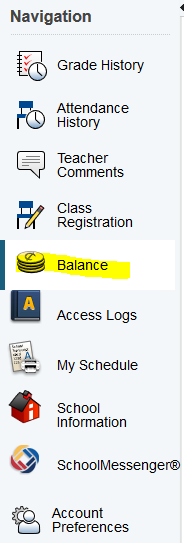 Navigation
Grade History
Attendance
History
Teacher
Comments
Class
Registration
Balance
A
Access Logs
My Schedule
School
Information
SchoolMessenger®
Account
Preferences